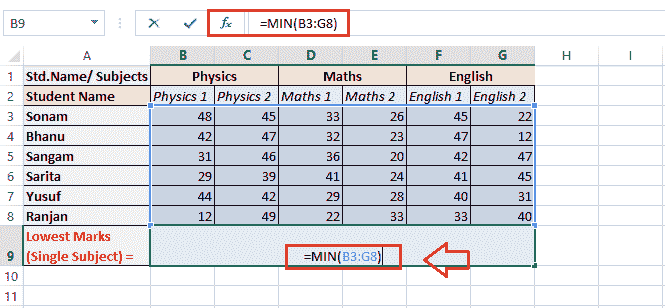 B9 fx =MIN(B3:G8)
A B C D E F G H I
1 Std.Name/ Subjects Physics Maths English
2 Student Name Physics 1 Physics 2 Maths 1 Maths 2 English 1 English 2
3 Sonam 48 45 33 26 45 22
4 Bhanu 42 47 32 23 47 12
5 Sangam 31 46 36 20 42 47
6 Sarita 29 39 41 24 41 45
7 Yusuf 44 42 29 28 40 31
8 Ranjan 12 49 22 33 33 40
Lowest Marks
9 (Single Subject) = =MIN(B3:G8)
10
11